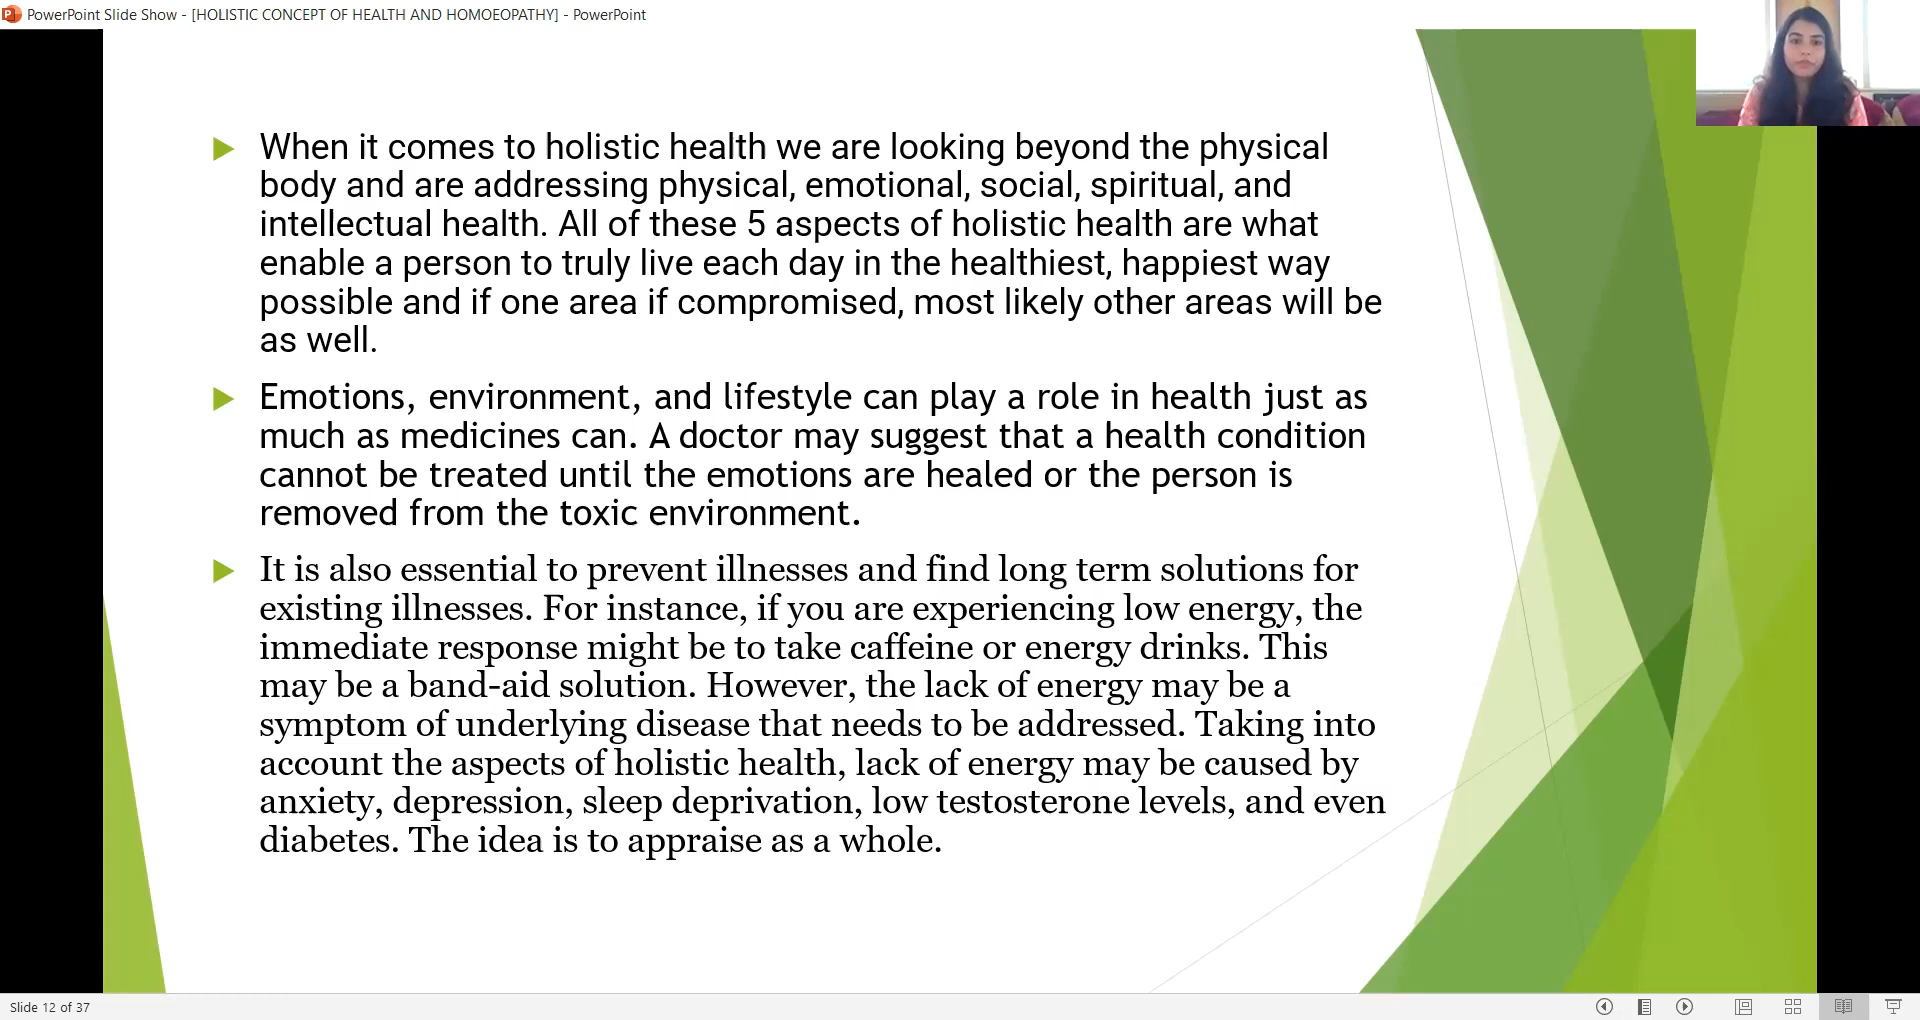 PowerPoint Slide Show - [HOLISTIC CONCEPT OF HEALTH AND HOMOEOPATHY] - PowerPoint
When it comes to holistic health we are looking beyond the physical
body and are addressing physical, emotional, social, spiritual, and
intellectual health. All of these 5 aspects of holistic health are what
enable a person to truly live each day in the healthiest, happiest way
possible and if one area if compromised, most likely other areas will be
as well.
Emotions, environment, and lifestyle can play a role in health just as
much as medicines can. A doctor may suggest that a health condition
cannot be treated until the emotions are healed or the person is
removed from the toxic environment.
It is also essential to prevent illnesses and find long term solutions for
existing illnesses. For instance, if you are experiencing low energy, the
immediate response might be to take caffeine or energy drinks. This
may be a band-aid solution. However, the lack of energy may be a
symptom of underlying disease that needs to be addressed. Taking into
account the aspects of holistic health, lack of energy may be caused by
anxiety, depression, sleep deprivation, low testosterone levels, and even
diabetes. The idea is to appraise as a whole.
Slide 12 of 37